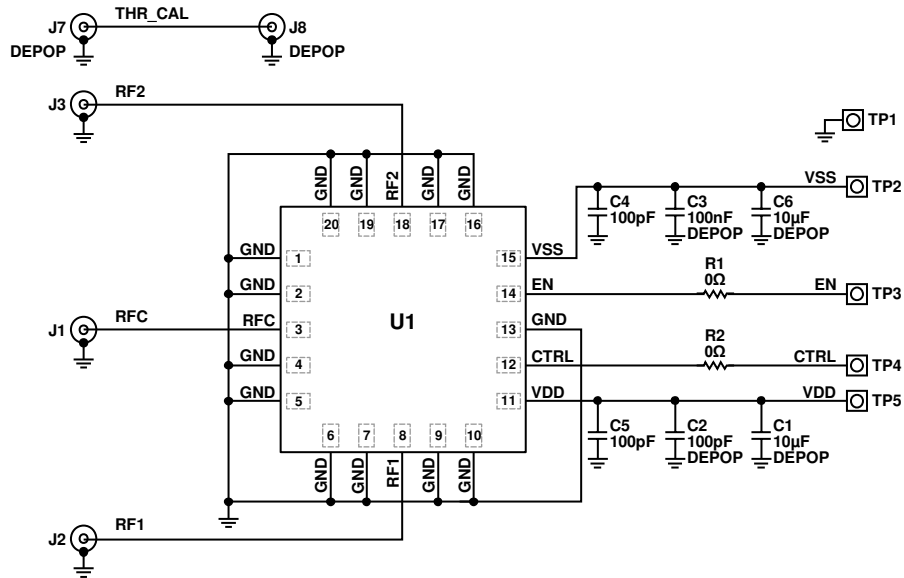 J7 THR_CAL J8
DEPOP DEPOP
J3 RF2
TP1
GND GND RF2 GND GND
VSS TP2
C4 100pF
C3 100nF DEPOP
C6 10µF DEPOP
20 19 18 17 16
GND 1 15 VSS
R1
0Ω
GND 2 14 EN EN TP3
J1 RFC RFC 3 U1 13 GND
R2
0Ω
GND 4 12 CTRL CTRL TP4
GND 5 11 VDD VDD TP5
6 7 8 9 10
C5 100pF
C2 100pF DEPOP
C1 10µF DEPOP
GND GND RF1 GND GND
J2 RF1